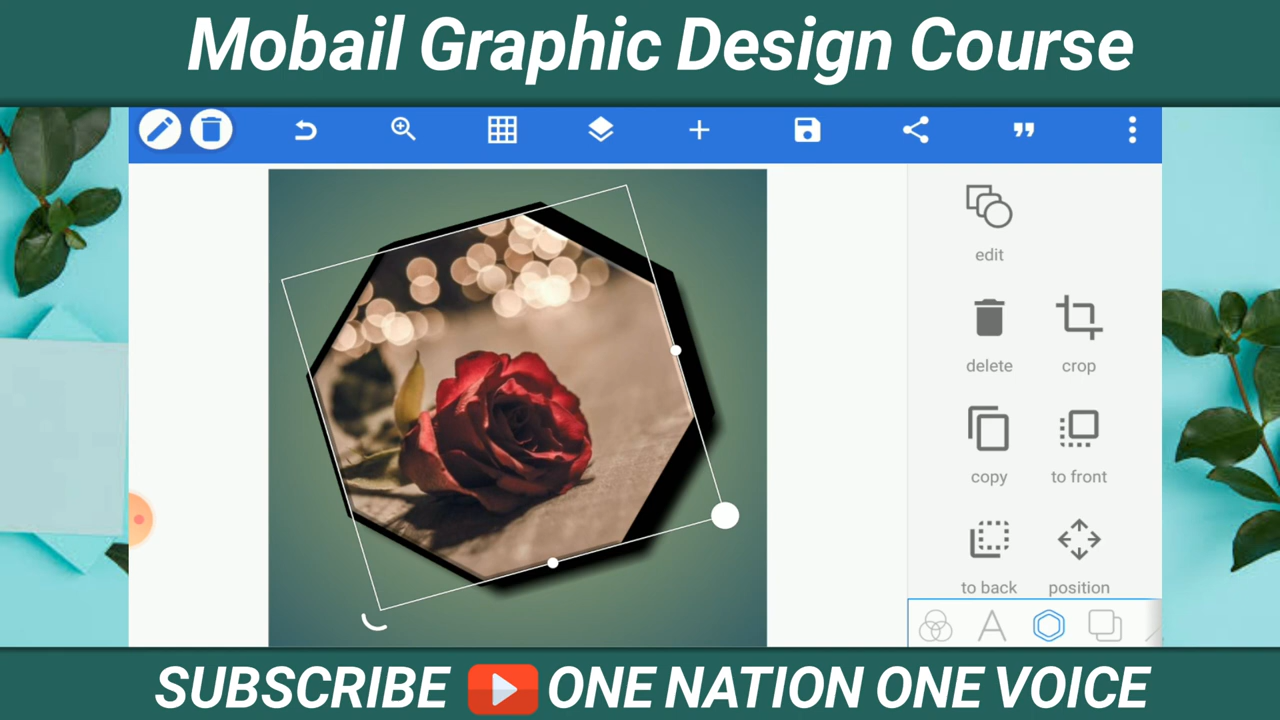 Mobail Graphic Design Course
edit
delete crop
copy to front
to back position
SUBSCRIBE ONE NATION ONE VOICE